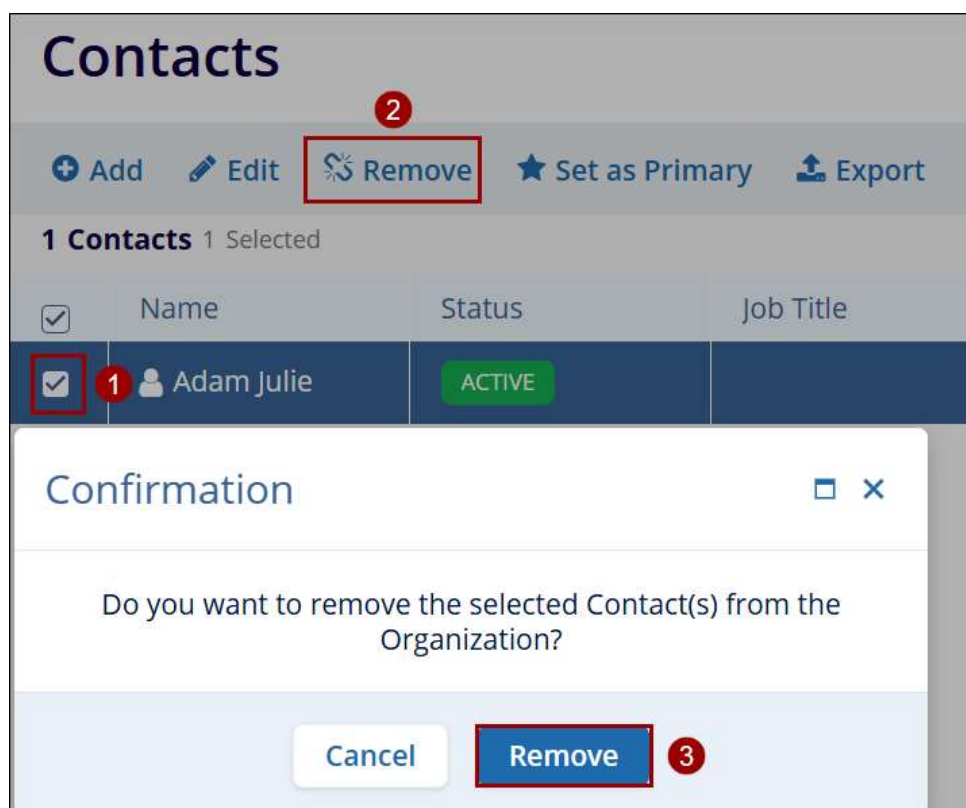 Contacts
2
Add Edit Remove Set as Primary Export
1 Contacts 1 Selected
Name Status Job Title
1 Adam Julie ACTIVE
Confirmation
Do you want to remove the selected Contact(s) from the
Organization?
Cancel Remove 3